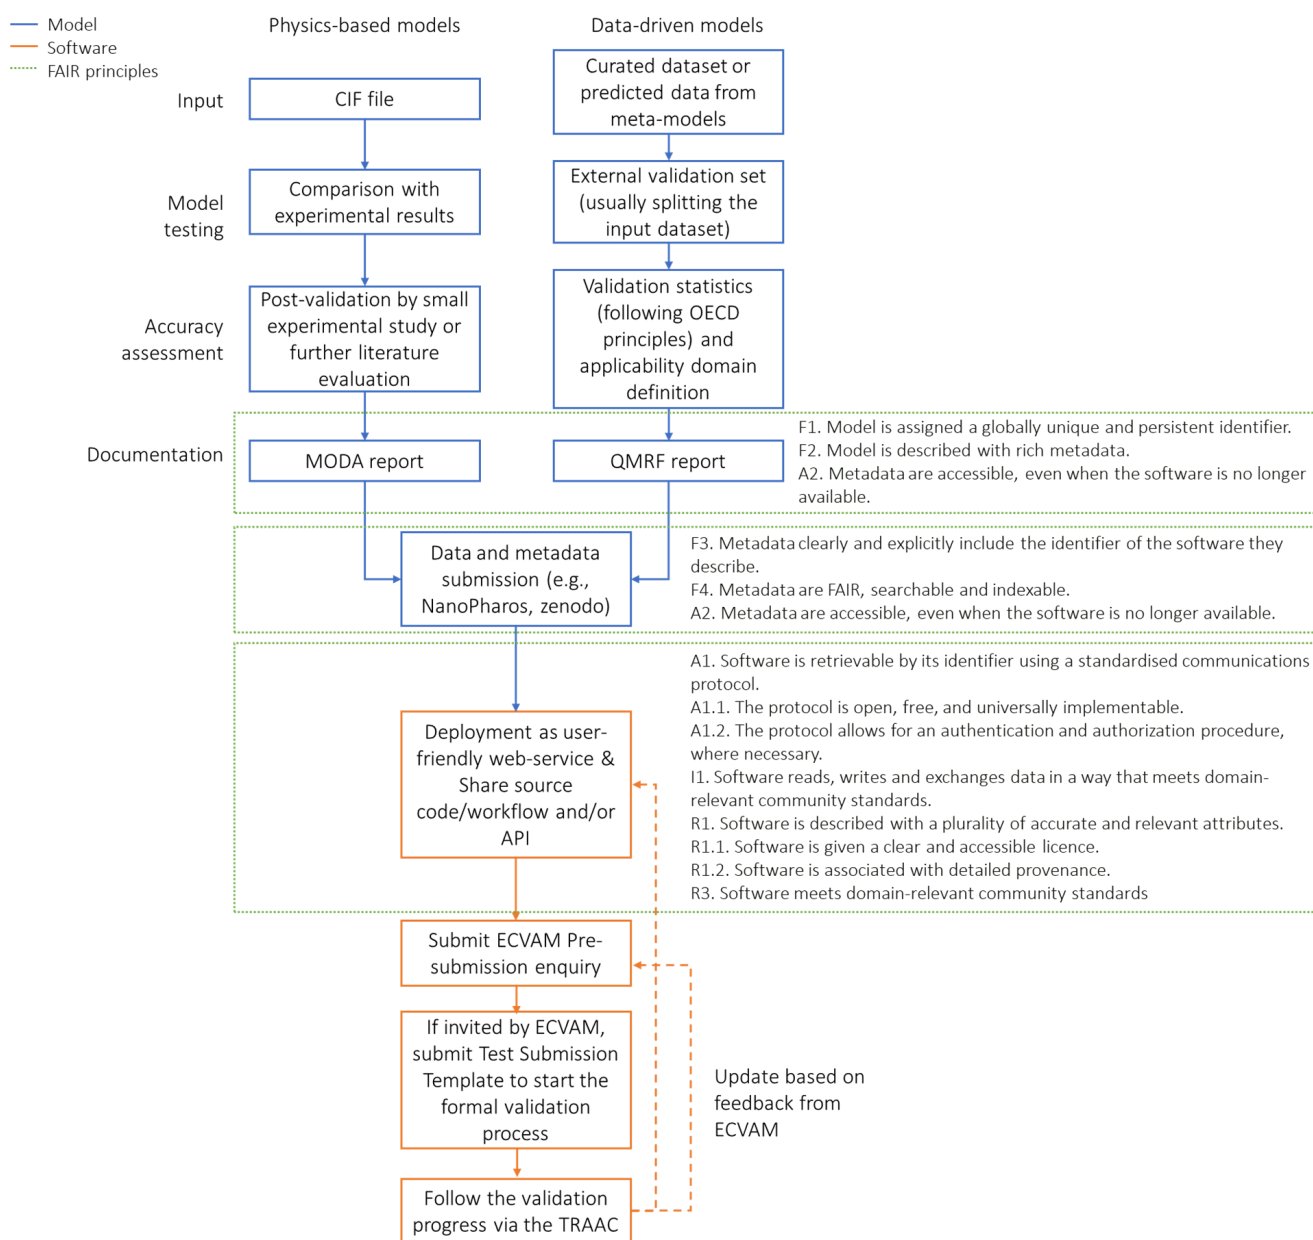 Model
Software
FAIR principles
Physics-based models
Data-driven models
Input
CIF file
Curated dataset or
predicted data from
meta-models
Model
testing
Comparison with
experimental results
External validation set
(usually splitting the
input dataset)
Accuracy
assessment
Post-validation by small
experimental study or
further literature
evaluation
Validation statistics
(following OECD
principles) and
applicability domain
definition
Documentation
MODA report
QMRF report
F1. Model is assigned a globally unique and persistent identifier.
F2. Model is described with rich metadata.
A2. Metadata are accessible, even when the software is no longer
available.
Data and metadata
submission (e.g.,
NanoPharos, zenodo)
F3. Metadata clearly and explicitly include the identifier of the software they
describe.
F4. Metadata are FAIR, searchable and indexable.
A2. Metadata are accessible, even when the software is no longer available.
Deployment as user-
friendly web-service &
Share source
code/workflow and/or
API
A1. Software is retrievable by its identifier using a standardised communications
protocol.
A1.1. The protocol is open, free, and universally implementable.
A1.2. The protocol allows for an authentication and authorization procedure,
where necessary.
I1. Software reads, writes and exchanges data in a way that meets domain-
relevant community standards.
R1. Software is described with a plurality of accurate and relevant attributes.
R1.1. Software is given a clear and accessible licence.
R1.2. Software is associated with detailed provenance.
R3. Software meets domain-relevant community standards
Submit ECVAM Pre-
submission enquiry
If invited by ECVAM,
submit Test Submission
Template to start the
formal validation
process
Update based on
feedback from
ECVAM
Follow the validation
progress via the TRAAC